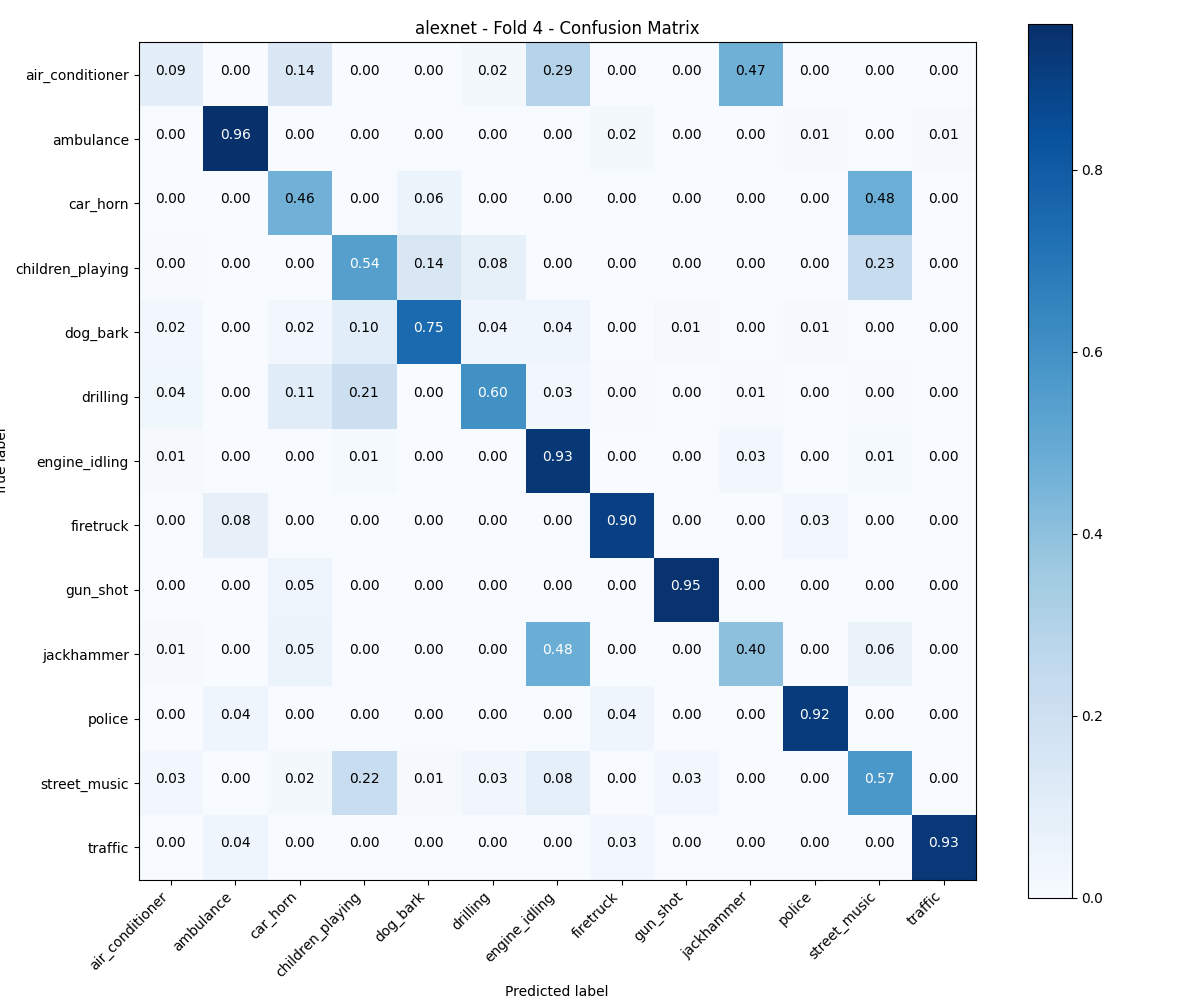 alexnet - Fold 4 - Confusion Matrix
air_conditioner 0.09 0.00 0.14 0.00 0.00 0.02 0.29 0.00 0.00 0.47 0.00 0.00 0.00
ambulance 0.00 0.96 0.00 0.00 0.00 0.00 0.00 0.02 0.00 0.00 0.01 0.00 0.01
car_horn 0.00 0.00 0.46 0.00 0.06 0.00 0.00 0.00 0.00 0.00 0.00 0.48 0.00
children_playing 0.00 0.00 0.00 0.54 0.14 0.08 0.00 0.00 0.00 0.00 0.00 0.23 0.00
dog_bark 0.02 0.00 0.02 0.10 0.75 0.04 0.04 0.00 0.01 0.00 0.01 0.00 0.00
drilling 0.04 0.00 0.11 0.21 0.00 0.60 0.03 0.00 0.00 0.01 0.00 0.00 0.00
engine_idling 0.01 0.00 0.00 0.01 0.00 0.00 0.93 0.00 0.00 0.03 0.00 0.01 0.00
firetruck 0.00 0.08 0.00 0.00 0.00 0.00 0.00 0.90 0.00 0.00 0.03 0.00 0.00
gun_shot 0.00 0.00 0.05 0.00 0.00 0.00 0.00 0.00 0.95 0.00 0.00 0.00 0.00
jackhammer 0.01 0.00 0.05 0.00 0.00 0.00 0.48 0.00 0.00 0.40 0.00 0.06 0.00
police 0.00 0.04 0.00 0.00 0.00 0.00 0.00 0.04 0.00 0.00 0.92 0.00 0.00
street_music 0.03 0.00 0.02 0.22 0.01 0.03 0.08 0.00 0.03 0.00 0.00 0.57 0.00
traffic 0.00 0.04 0.00 0.00 0.00 0.00 0.00 0.03 0.00 0.00 0.00 0.00 0.93
air_conditioner ambulance car_horn children_playing dog_bark drilling engine_idling firetruck gun_shot jackhammer police street_music traffic
Predicted label
0.8
0.6
0.4
0.2
0.0